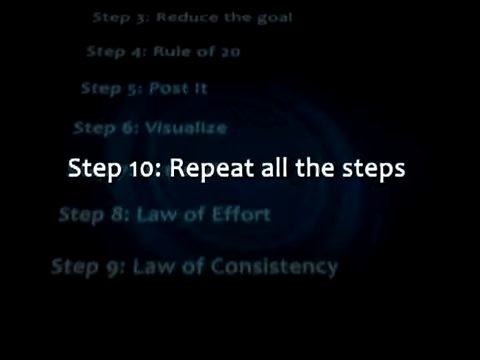 Step 3: Reduce the goal
Step 4: Rule of 20
Step 5: Post It
Step 6: Visualize
Step 10: Repeat all the steps
Step 8: Law of Effort
Step 9: Law of Consistency